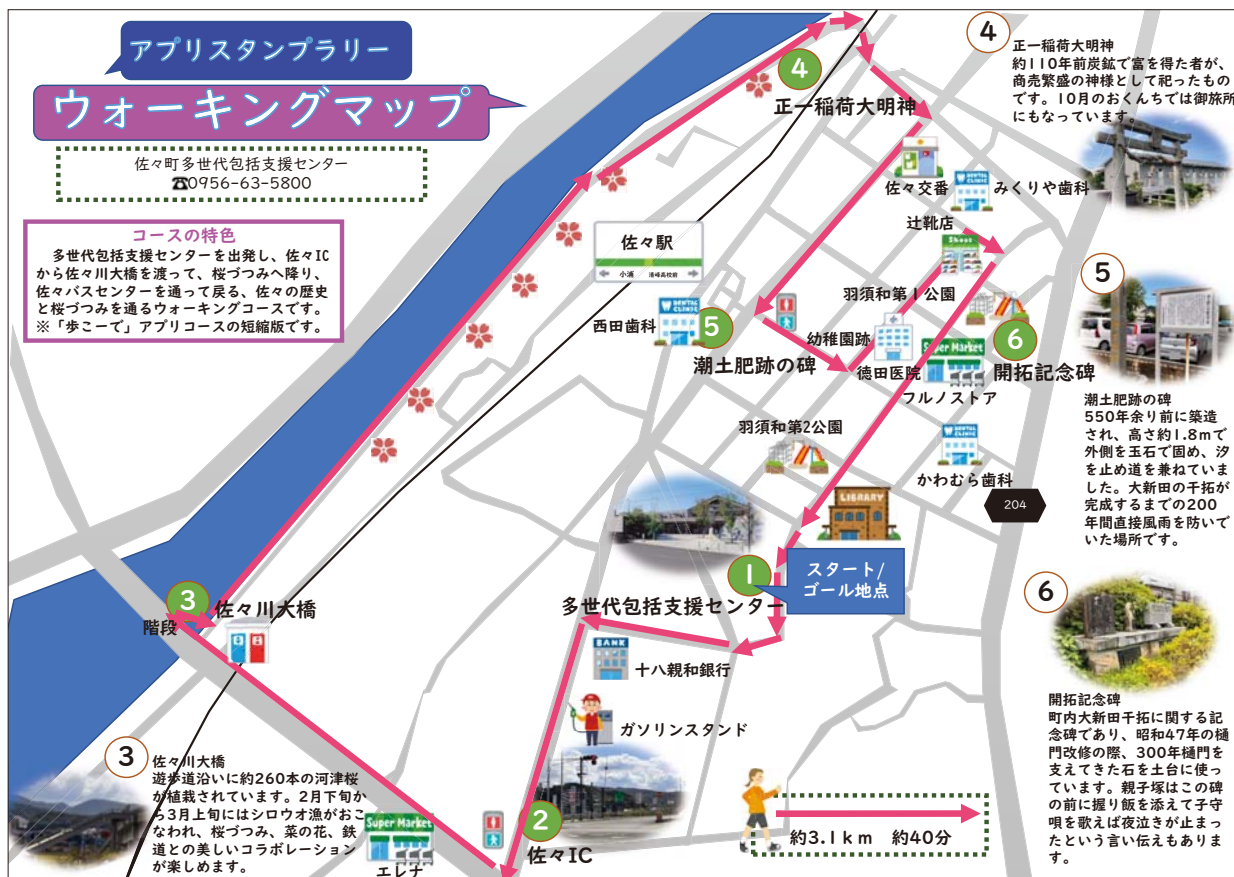 アプリスタンプラリー
ウォーキングマップ
佐々町多世代包括支援センター
☎0956-63-5800
コースの特色
多世代包括支援センターを出発し、佐々IC
から佐々川大橋を渡って、桜づつみへ降り、
佐々バスセンターを通って戻る、佐々の歴史
と桜づつみを通るウォーキングコースです。
※「歩こーで」アプリコースの短縮版です。
4
正一稲荷大明神
4
正一稲荷大明神
約110年前炭鉱で富を得た者が、
商売繁盛の神様として祀ったもの
です。10月のおくんちでは御旅所
にもなっています。
佐々交番
DENTAL CLINIC
みくりや歯科
辻靴店
Shoes
佐々駅
小浦
清峰高校前
DENTAL CLINIC
西田歯科
5
潮土肥跡の碑
羽須和第1公園
幼稚園跡
徳田医院
Super Market
フルノストア
6
開拓記念碑
5
潮土肥跡の碑
550年余り前に築造
され、高さ約1.8mで
外側を玉石で固め、汐
を止め道を兼ねていま
した。大新田の干拓が
完成するまでの200
年間直接風雨を防いで
いた場所です。
羽須和第2公園
DENTAL CLINIC
かわむら歯科
204
LIBRARY
1
スタート/
ゴール地点
多世代包括支援センター
3
佐々川大橋
階段
BANK
十八親和銀行
ガソリンスタンド
2
佐々IC
Super Market
エレナ
3
佐々川大橋
遊歩道沿いに約260本の河津桜
が植栽されています。2月下旬か
ら3月上旬にはシロウオ漁がおこ
なわれ、桜づつみ、菜の花、鉄
道との美しいコラボレーション
が楽しめます。
約3.1km 約40分
6
開拓記念碑
町内大新田干拓に関する記
念碑であり、昭和47年の樋
門改修の際、300年樋門を
支えてきた石を土台に使っ
ています。親子塚はこの碑
の前に握り飯を添えて子守
唄を歌えば夜泣きが止まっ
たという言い伝えもありま
す。